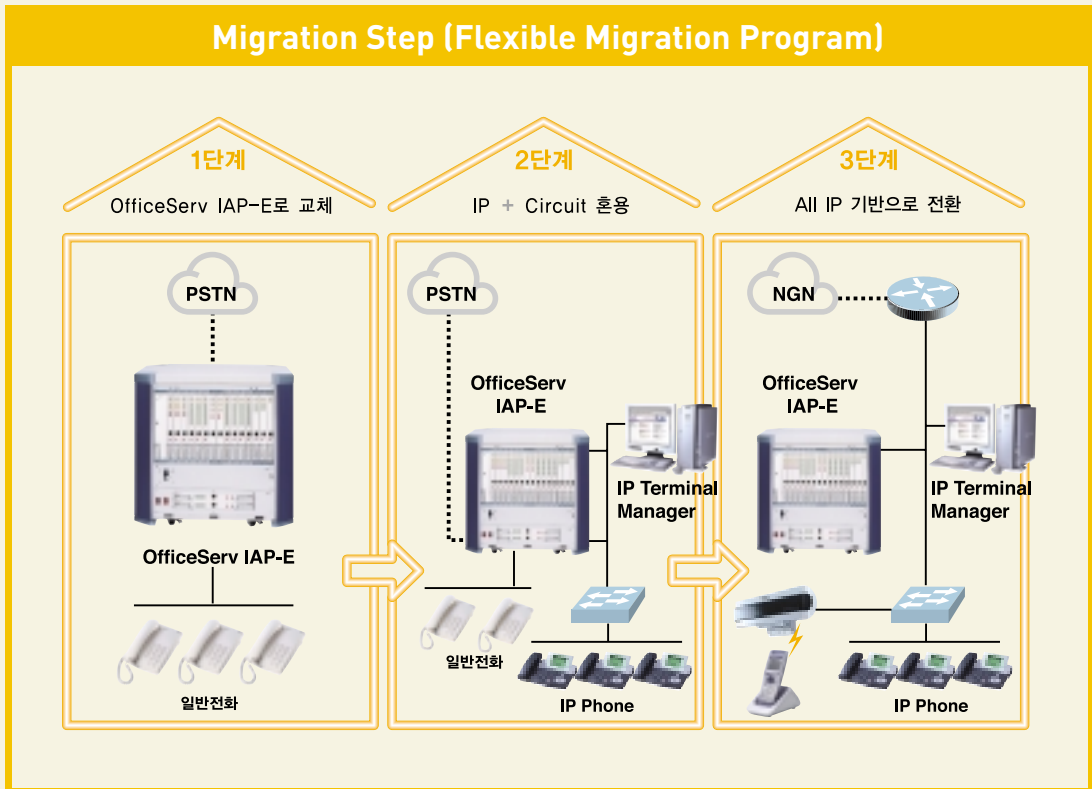 Migration Step (Flexible Migration Program)
1단계
OfficeServ IAP-E로 교체
PSTN
OfficeServ IAP-E
일반전화
2단계
IP + Circuit 혼용
PSTN
OfficeServ
IAP-E
IP Terminal
Manager
일반전화
IP Phone
3단계
All IP 기반으로 전환
NGN
OfficeServ
IAP-E
IP Terminal
Manager
IP Phone